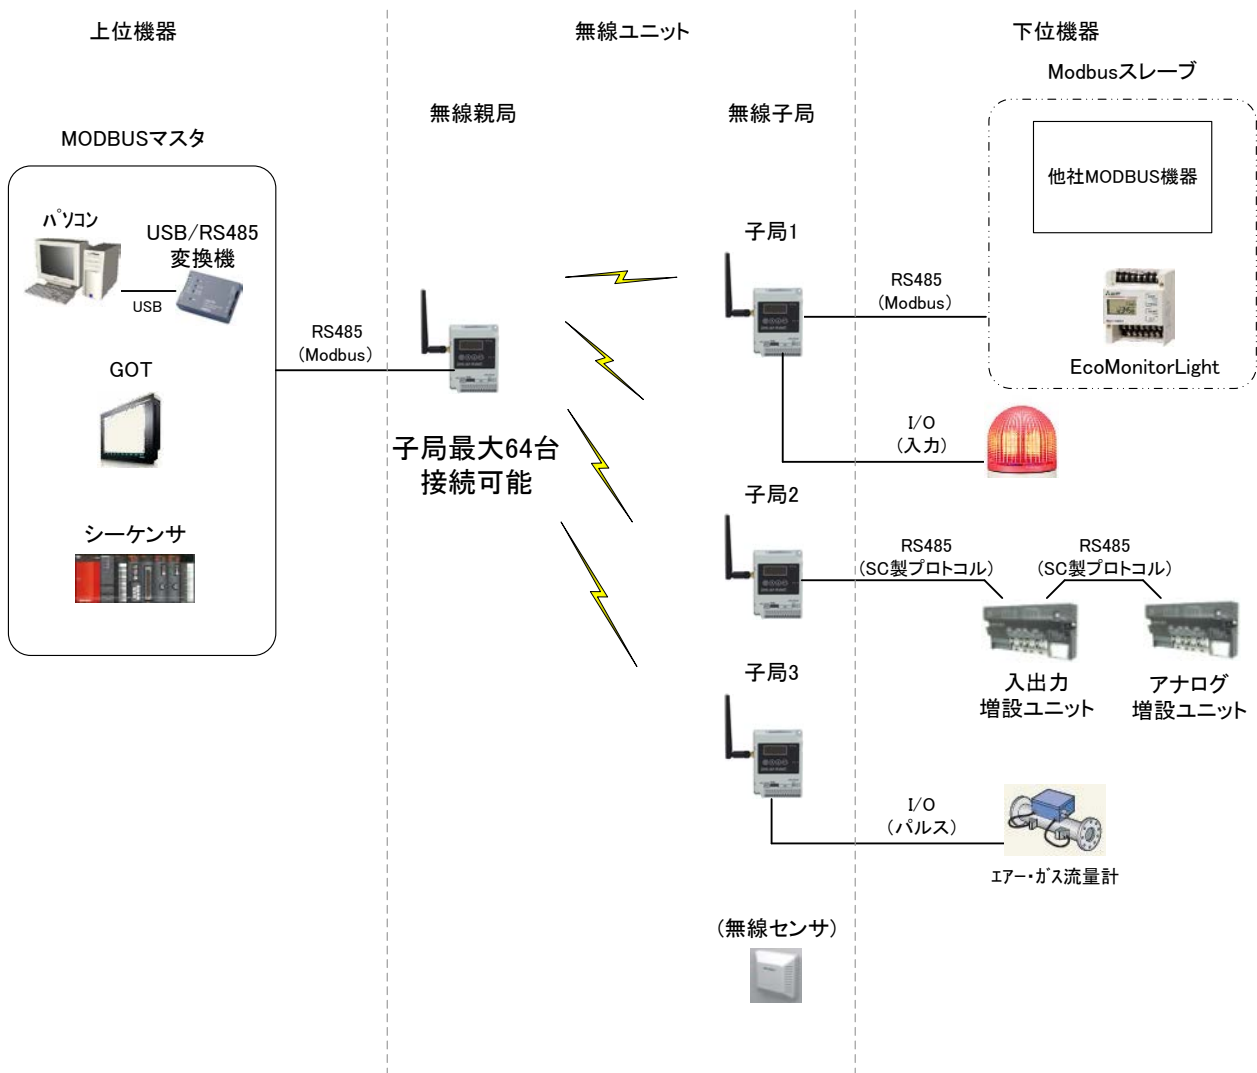 上位機器
無線ユニット
下位機器
Modbusスレーブ
無線親局
無線子局
MODBUSマスタ
他社MODBUS機器
パソコン
USB/RS485
変換機
USB
子局1
RS485
(Modbus)
RS485
(Modbus)
GOT
EcoMonitorLight
子局最大64台
接続可能
I/O
(入力)
シーケンサ
子局2
RS485
(SC製プロトコル)
RS485
(SC製プロトコル)
子局3
入出力
増設ユニット
アナログ
増設ユニット
I/O
(パルス)
エアー・ガス流量計
(無線センサ)